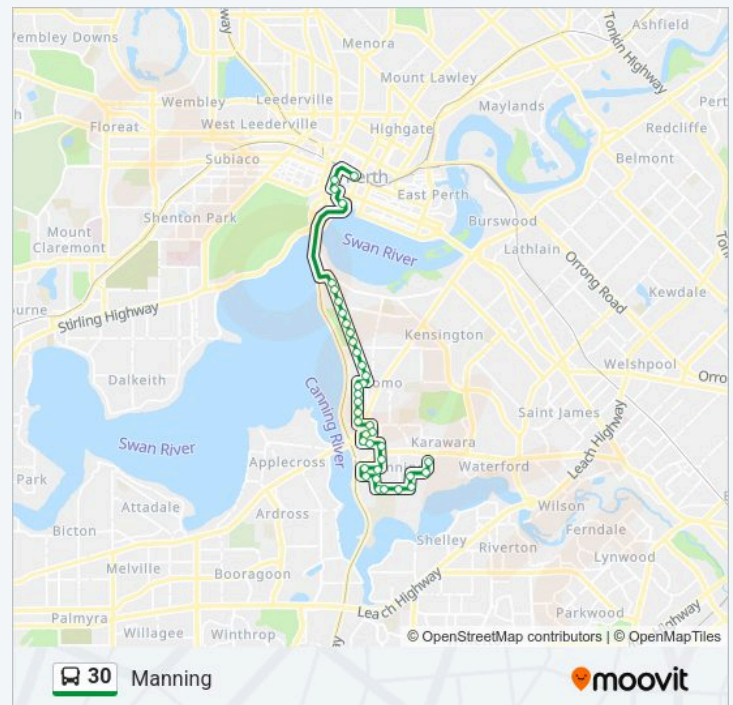 Wembley Downs
Menora
Ashfield
Tonkin Highway
Mount Lawley
Wembley
Leederville
Maylands
Floreat
West Leederville
Highgate
Redcliffe
Subiaco
Belmont
Perth
East Perth
Shenton Park
Burswood
Mount
Claremont
Swan River
Lathlain
Orrong Road
Kewdale
Stirling Highway
Kensington
Welshpool
Dalkeith
Como
Canning River
Saint James
Leach Highway
Karawara
Swan River
Applecross
Waterford
Park
Attadale
Wilson
Ardross
Ferndale
Bicton
Shelley
Riverton
Lynwood
Melville
Booragoon
Leach Highway
Parkwood
Palmyra
Willagee
Winthrop
© OpenStreetMap contributors | © OpenMapTiles
30 Manning
moovit